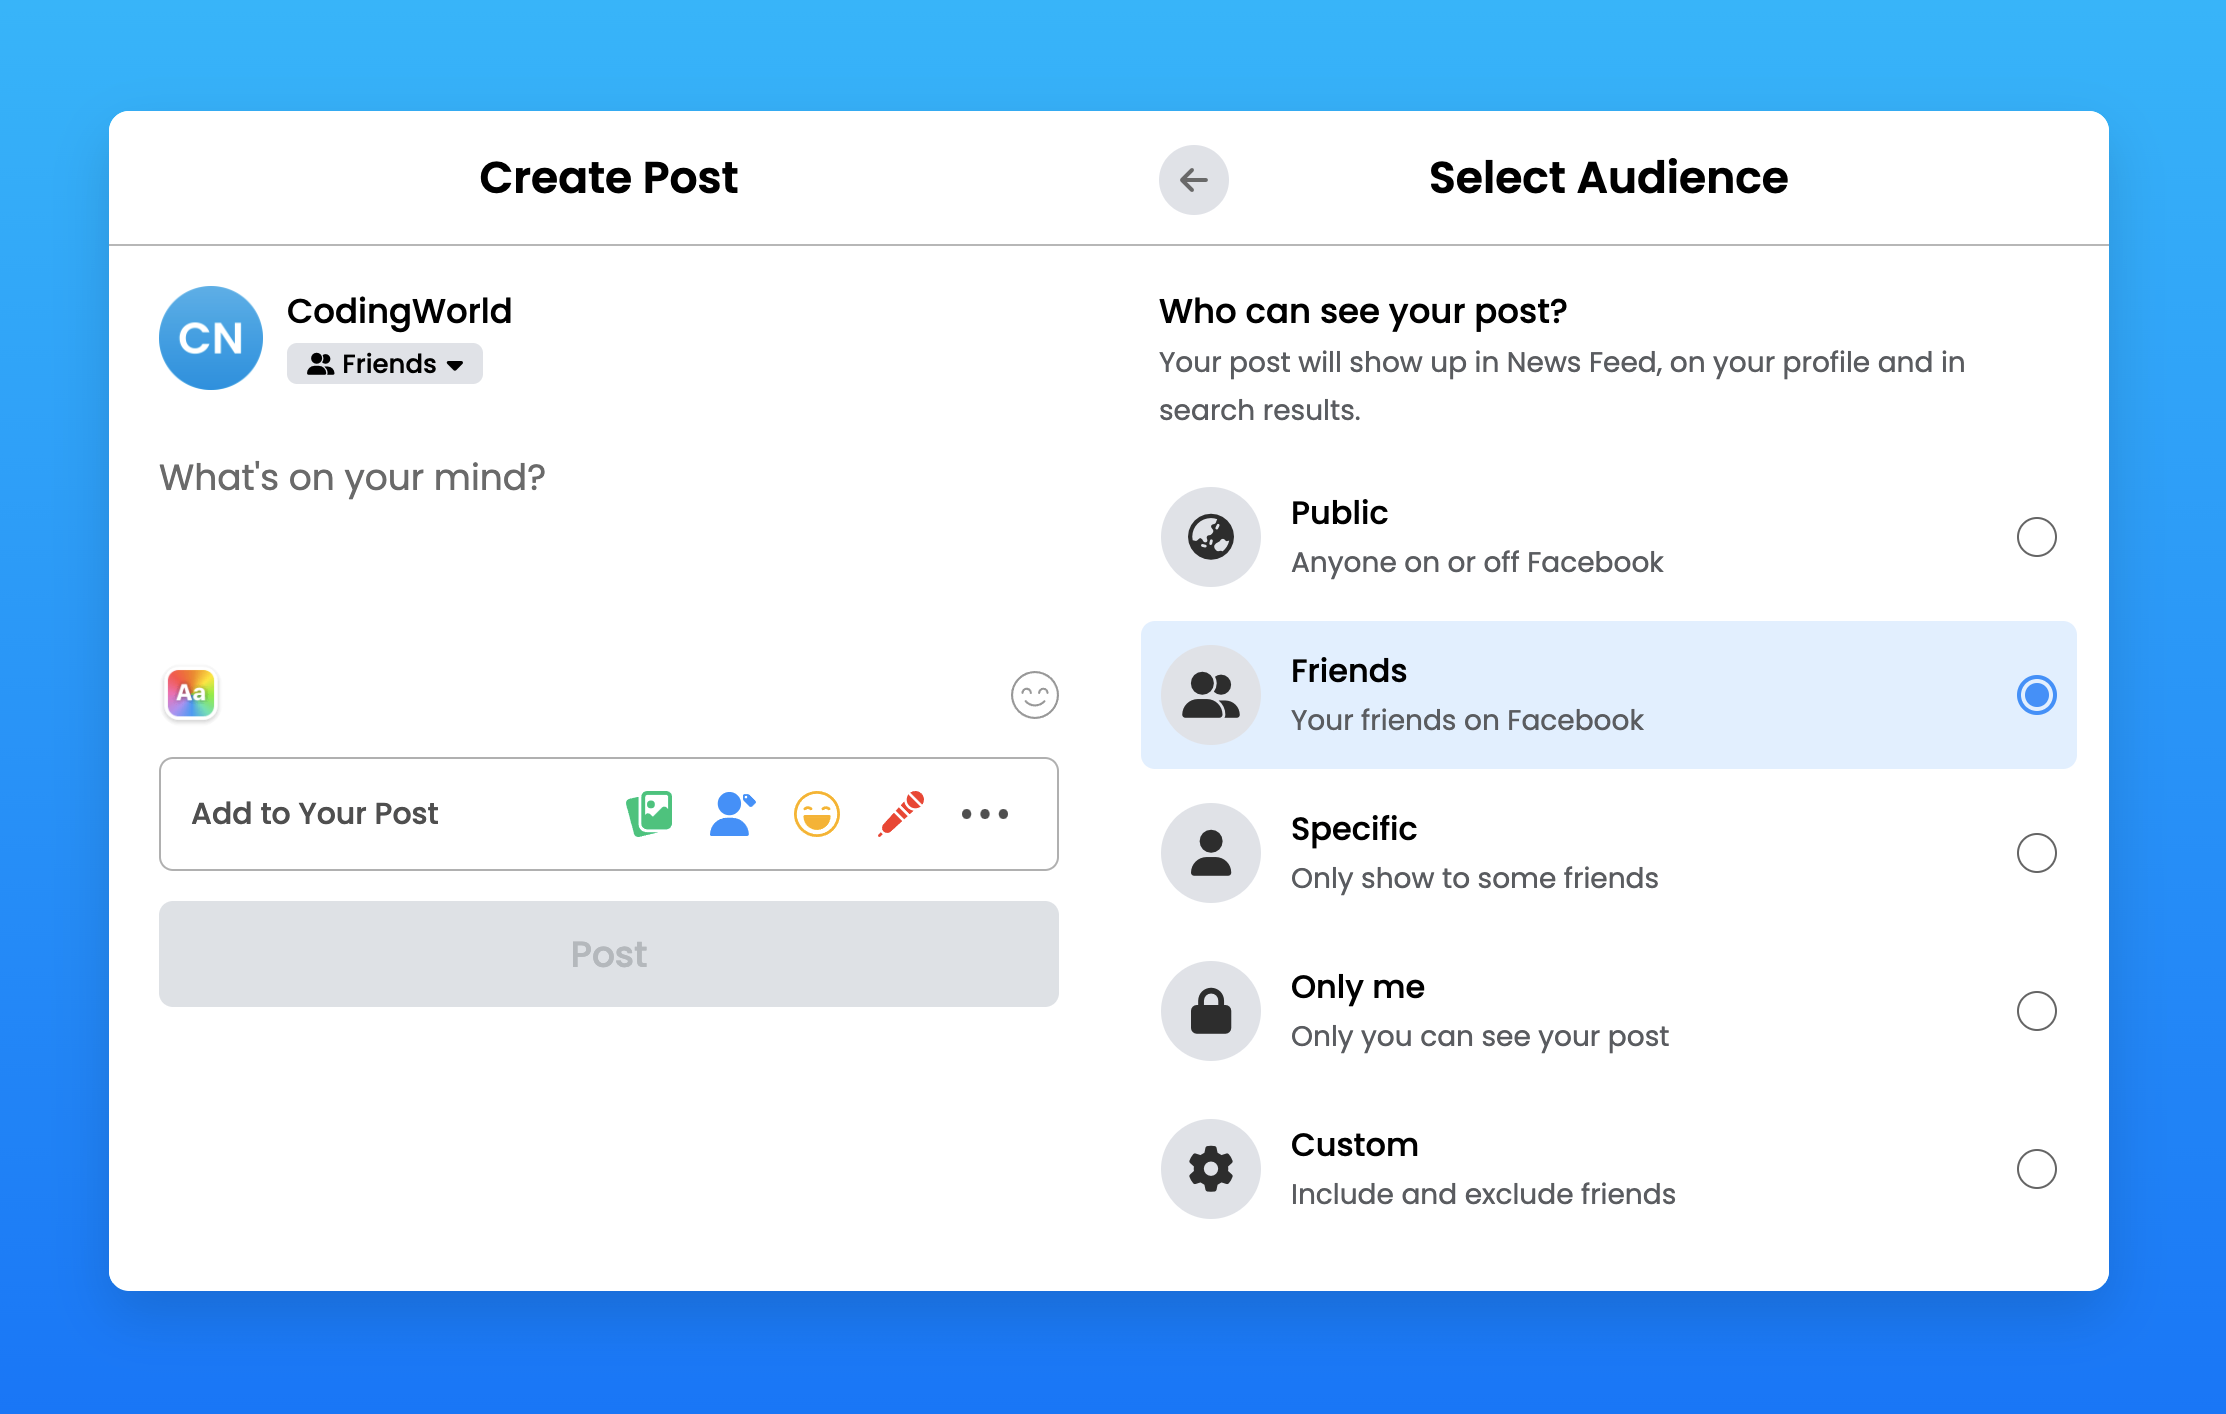 Create Post
CN
CodingWorld
Friends
What's on your mind?
Aa
Add to Your Post
Post
Select Audience
Who can see your post?
Your post will show up in News Feed, on your profile and in
search results.
Public
Anyone on or off Facebook
Friends
Your friends on Facebook
Specific
Only show to some friends
Only me
Only you can see your post
Custom
Include and exclude friends